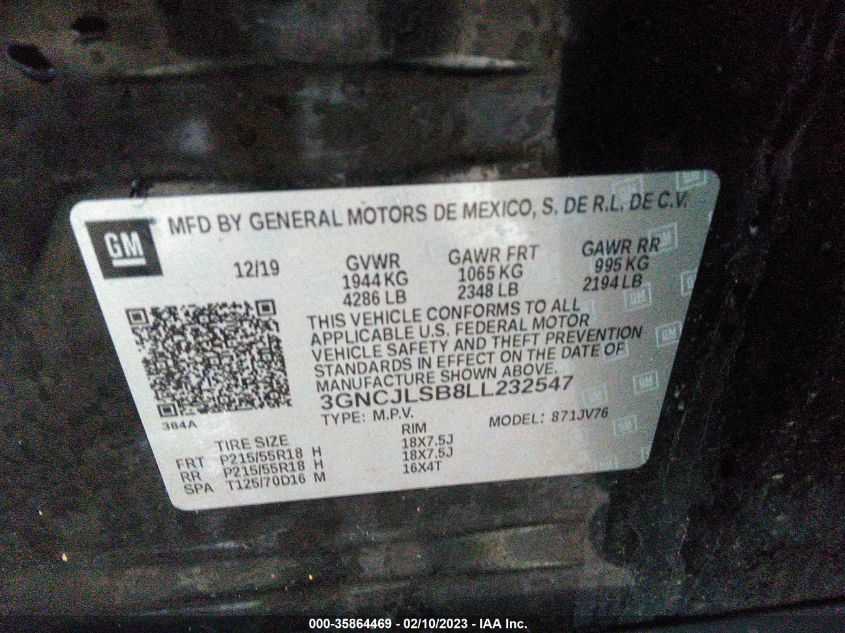 MFD BY GENERAL MOTORS DE MEXICO, S. DE R.L. DE C.V.
GM
12/19
GVWR
1944 KG
4286 LB
GAWR FRT
1065 KG
2348 LB
GAWR RR
995 KG
2194 LB
THIS VEHICLE CONFORMS TO ALL
APPLICABLE U.S. FEDERAL MOTOR
VEHICLE SAFETY AND THEFT PREVENTION
STANDARDS IN EFFECT ON THE DATE OF
MANUFACTURE SHOWN ABOVE.
3GNCJLSB8LL232547
384A
TYPE: M.P.V. MODEL: 871JV76
TIRE SIZE RIM
FRT P215/55R18 H 18X7.5J
RR P215/55R18 H 18X7.5J
SPA T125/70D16 M 16X4T
000-35864469 - 02/10/2023 - IAA Inc.